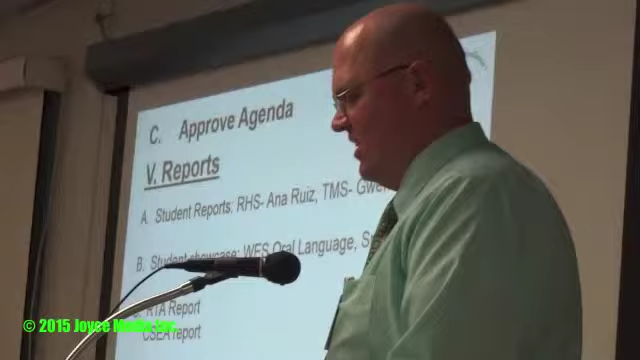 C. Approve Agenda
V. Reports
A. Student Reports: RHS- Ana Ruiz, TMS-
B. Student showcase: WES Oral Language,
RTA Report
CSEA report
© 2015 Joyce Media Inc.